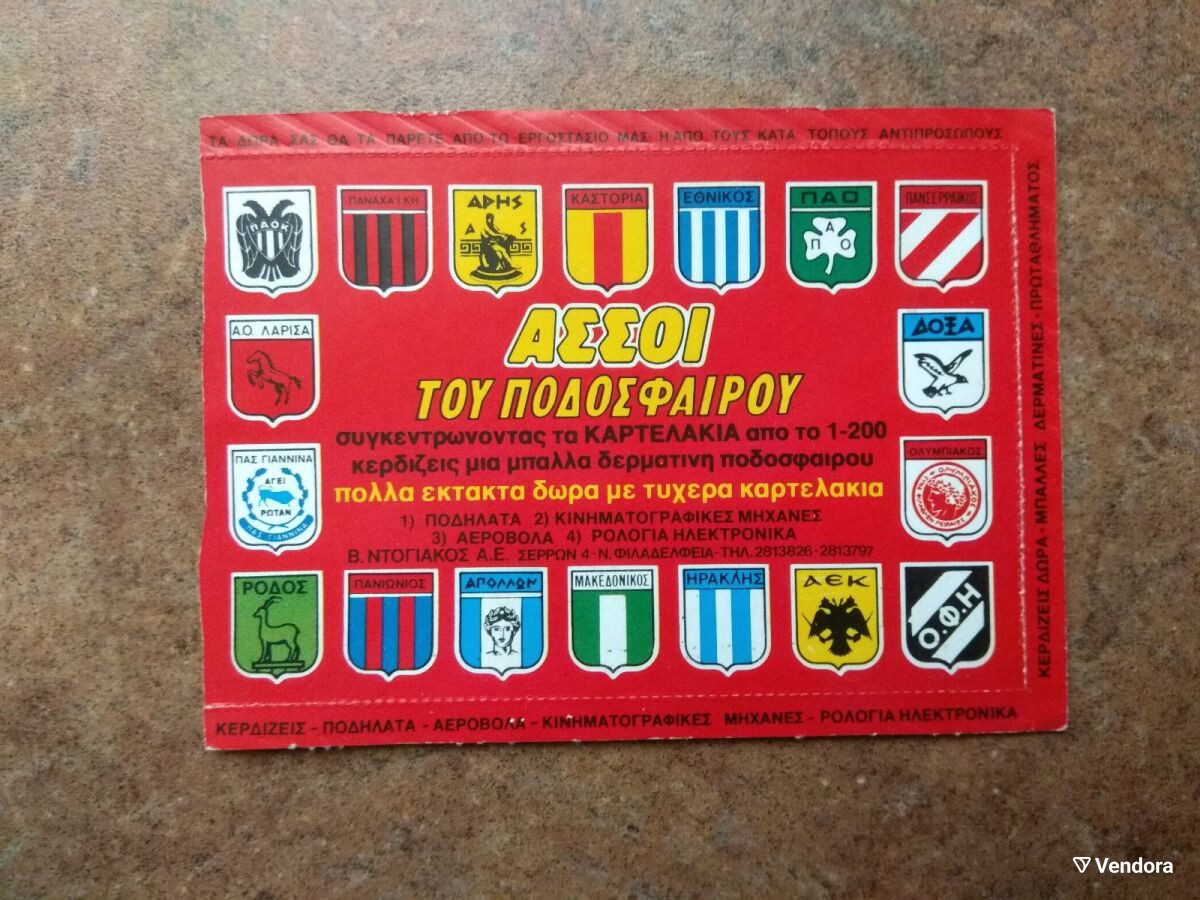 ΤΑ ΔΩΡΑ ΣΑΣ ΘΑ ΤΑ ΠΑΡΕΤΕ ΑΠΟ ΤΟ ΕΡΓΟΣΤΑΣΙΟ ΜΑΣ Η ΑΠΟ ΤΟΥΣ ΚΑΤΑ ΤΟΠΟΥΣ ΑΝΤΙΠΡΟΣΩΠΟΥΣ
ΠΑΟΚ
ΠΑΝΑΧΑΪΚΗ
ΑΡΗΣ
Α Σ
ΚΑΣΤΟΡΙΑ
ΕΘΝΙΚΟΣ
ΠΑΟ
Π Α Ο
ΠΑΝΣΕΡΡΑΪΚΟΣ
Α.Ο. ΛΑΡΙΣΑ
ΑΣΣΟΙ
ΤΟΥ ΠΟΔΟΣΦΑΙΡΟΥ
ΔΟΞΑ
συγκεντρωνοντας τα ΚΑΡΤΕΛΑΚΙΑ απο το 1-200
κερδιζεις μια μπαλλα δερματινη ποδοσφαιρου
πολλα εκτακτα δωρα με τυχερα καρτελακια
1) ΠΟΔΗΛΑΤΑ 2) ΚΙΝΗΜΑΤΟΓΡΑΦΙΚΕΣ ΜΗΧΑΝΕΣ
3) ΑΕΡΟΒΟΛΑ 4) ΡΟΛΟΓΙΑ ΗΛΕΚΤΡΟΝΙΚΑ
Β. ΝΤΟΓΙΑΚΟΣ Α.Ε. ΣΕΡΡΩΝ 4-Ν. ΦΙΛΑΔΕΛΦΕΙΑ-ΤΗΛ. 2813826-2813797
ΠΑΣ ΓΙΑΝΝΙΝΑ
ΑΓΕΙ
ΡΩΤΑΝ
ΠΑΣ ΓΙΑΝΝΙΝΑ
ΟΛΥΜΠΙΑΚΟΣ
ΡΟΔΟΣ
ΠΑΝΙΩΝΙΟΣ
ΑΠΟΛΛΩΝ
ΜΑΚΕΔΟΝΙΚΟΣ
ΗΡΑΚΛΗΣ
ΑΕΚ
Ο.Φ.Η
ΚΕΡΔΙΖΕΙΣ ΔΩΡΑ - ΜΠΑΛΛΕΣ ΔΕΡΜΑΤΙΝΕΣ - ΠΡΩΤΑΘΛΗΜΑΤΟΣ
ΚΕΡΔΙΖΕΙΣ - ΠΟΔΗΛΑΤΑ - ΑΕΡΟΒΟΛΑ - ΚΙΝΗΜΑΤΟΓΡΑΦΙΚΕΣ ΜΗΧΑΝΕΣ - ΡΟΛΟΓΙΑ ΗΛΕΚΤΡΟΝΙΚΑ
Vendora